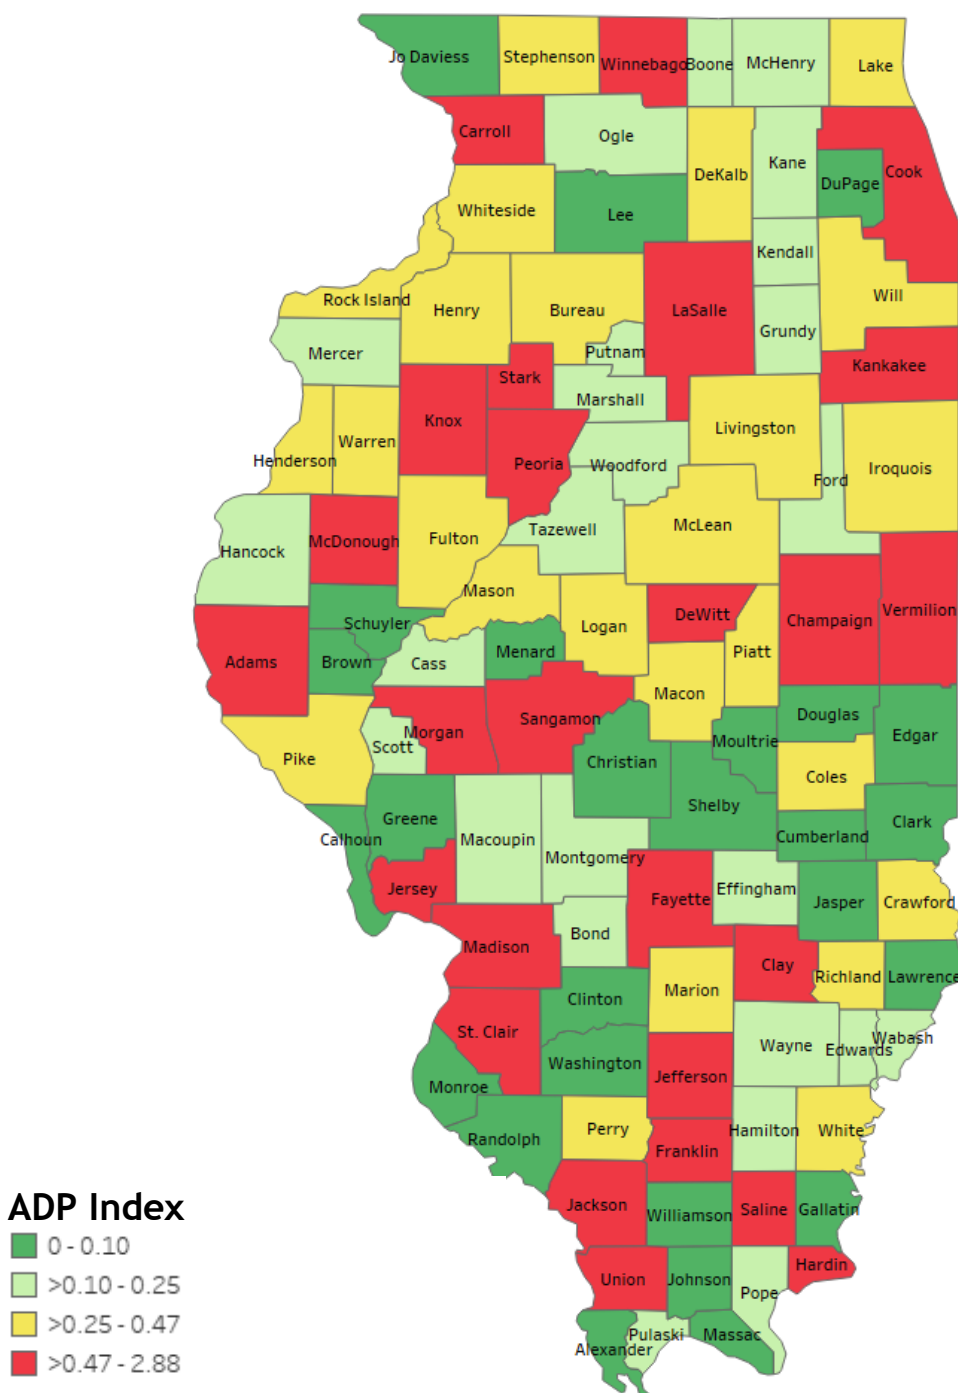 Jo Daviess
Stephenson
Winnebago
Boone
McHenry
Lake
Carroll
Ogle
DeKalb
Kane
DuPage
Cook
Whiteside
Lee
Kendall
Rock Island
Henry
Bureau
LaSalle
Will
Grundy
Mercer
Putnam
Kankakee
Stark
Marshall
Knox
Henderson
Warren
Peoria
Woodford
Livingston
Ford
Iroquois
Hancock
McDonough
Fulton
Tazewell
McLean
Mason
Schuyler
Logan
DeWitt
Champaign
Vermilion
Adams
Brown
Cass
Menard
Piatt
Macon
Pike
Scott
Morgan
Sangamon
Christian
Moultrie
Douglas
Edgar
Coles
Calhoun
Greene
Macoupin
Montgomery
Shelby
Cumberland
Clark
Jersey
Fayette
Effingham
Jasper
Crawford
Madison
Bond
Clay
Richland
Lawrence
St. Clair
Clinton
Marion
Wayne
Edwards
Wabash
Monroe
Washington
Jefferson
Randolph
Perry
Hamilton
White
Franklin
Jackson
Williamson
Saline
Gallatin
Union
Johnson
Pope
Hardin
Alexander
Pulaski
Massac
ADP Index
0 - 0.10
>0.10 - 0.25
>0.25 - 0.47
>0.47 - 2.88